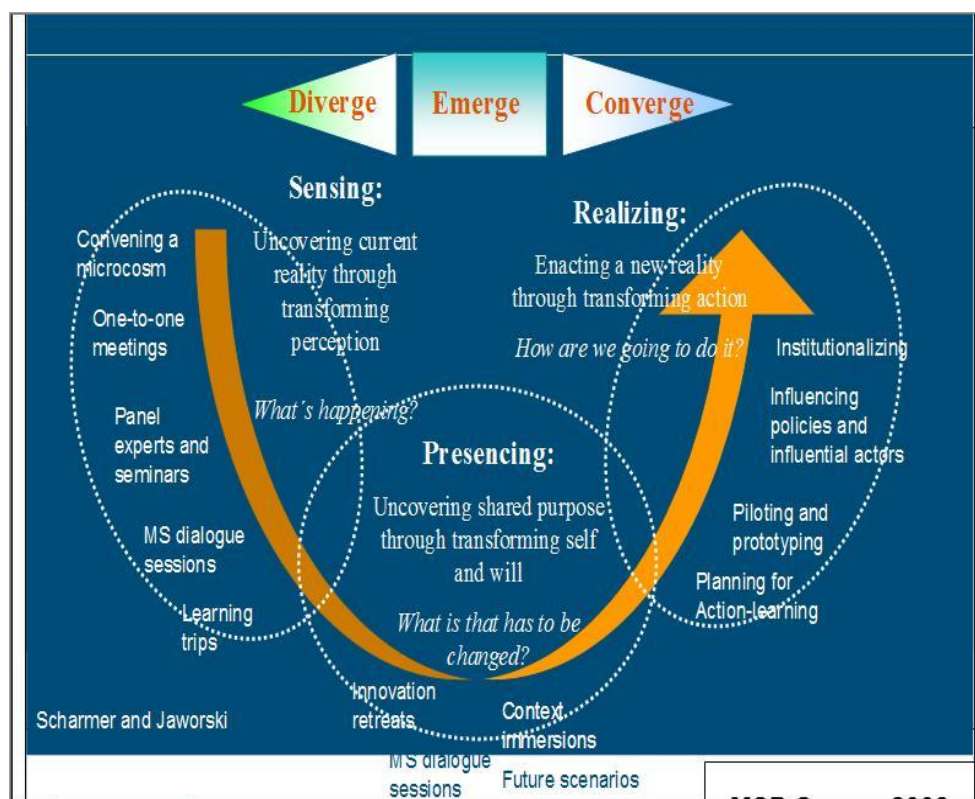 Diverge
Emerge
Converge
Sensing:
Uncovering current
reality through
transforming
perception
What´s happening?
Realizing:
Enacting a new reality
through transforming action
How are we going to do it?
Presencing:
Uncovering shared purpose
through transforming self
and will
What is that has to be
changed?
Convening a
microcosm
One-to-one
meetings
Panel
experts and
seminars
MS dialogue
sessions
Learning
trips
Innovation
retreats
MS dialogue
sessions
Context
immersions
Future scenarios
Institutionalizing
Influencing
policies and
influential actors
Piloting and
prototyping
Planning for
Action-learning
Scharmer and Jaworski